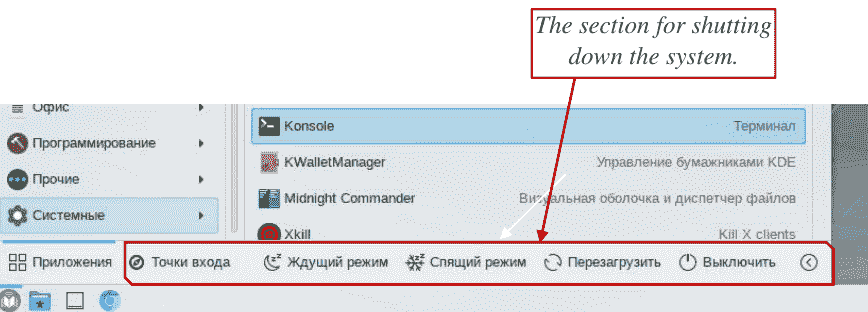 The section for shutting
down the system.
Офис
Konsole Терминал
Программирование
KWalletManager Управление бумажниками KDE
Прочие
Midnight Commander Визуальная оболочка и диспетчер файлов
Системные
Xkill Kill X clients
Приложения Точки входа Ждущий режим Спящий режим Перезагрузить Выключить